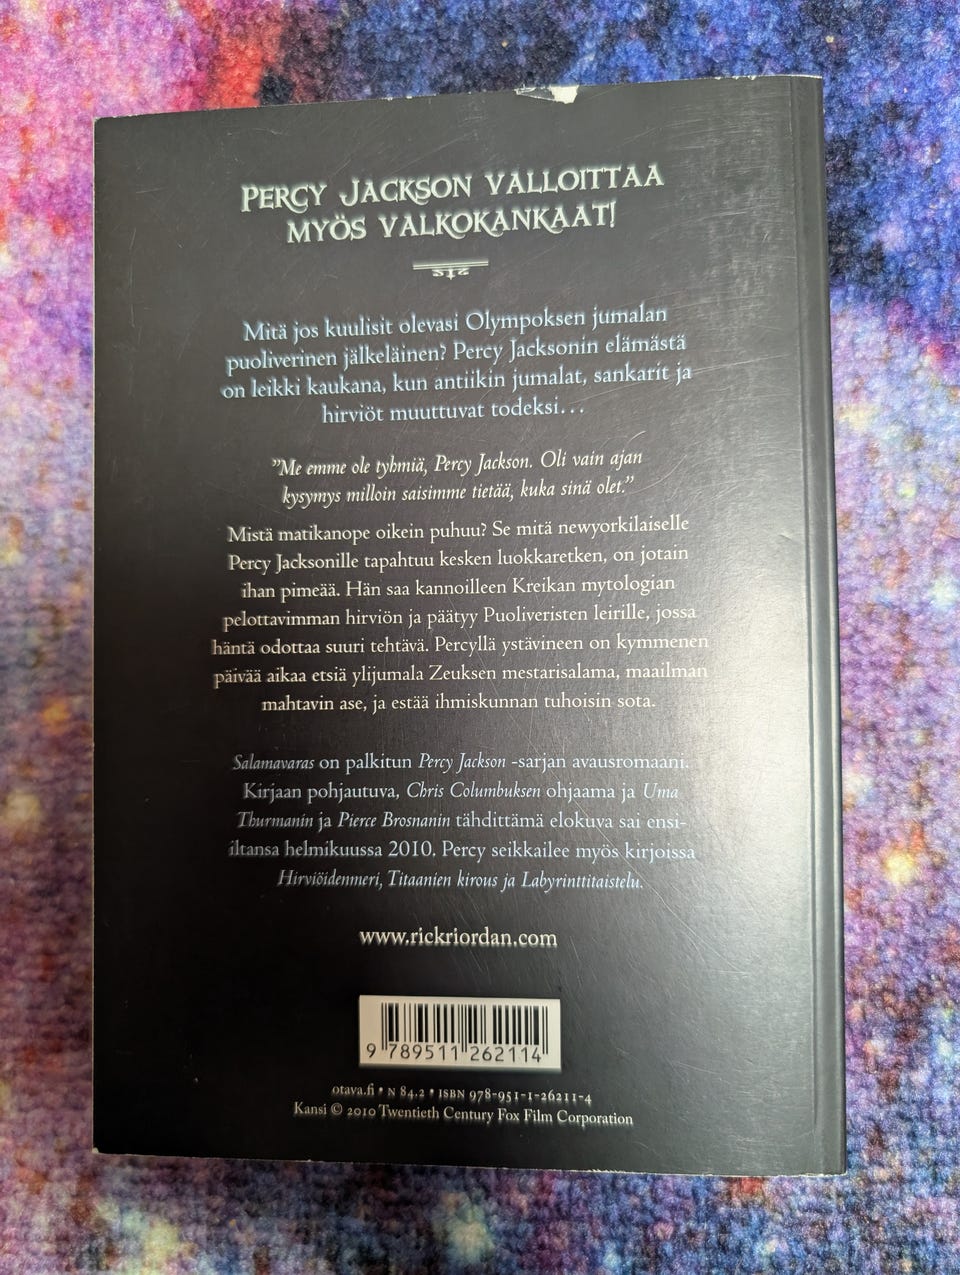 Percy Jackson valloittaa
myös valkokankaat!
Mitä jos kuulisit olevasi Olympoksen jumalan
puoliverinen jälkeläinen? Percy Jacksonin elämästä
on leikki kaukana, kun antiikin jumalat, sankarit ja
hirviöt muuttuvat todeksi...
”Me emme ole tyhmiä, Percy Jackson. Oli vain ajan
kysymys milloin saisimme tietää, kuka sinä olet.”
Mistä matikanope oikein puhuu? Se mitä newyorkilaiselle
Percy Jacksonille tapahtuu kesken luokkaretken, on jotain
ihan pimeää. Hän saa kannoilleen Kreikan mytologian
pelottavimman hirviön ja päätyy Puoliveristen leirille, jossa
häntä odottaa suuri tehtävä. Percyllä ystävineen on kymmenen
päivää aikaa etsiä ylijumala Zeuksen mestarisalama, maailman
mahtavin ase, ja estää ihmiskunnan tuhoisin sota.
Salamavaras on palkitun Percy Jackson -sarjan avausromaani.
Kirjaan pohjautuva, Chris Columbuksen ohjaama ja Uma
Thurmanin ja Pierce Brosnanin tähdittämä elokuva sai ensi-
iltansa helmikuussa 2010. Percy seikkailee myös kirjoissa
Hirviöidenmeri, Titaanien kirous ja Labyrinttitaistelu.
www.rickriordan.com
9 789511 262114
otava.fi • N 84.2 • ISBN 978-951-1-26211-4
Kansi © 2010 Twentieth Century Fox Film Corporation